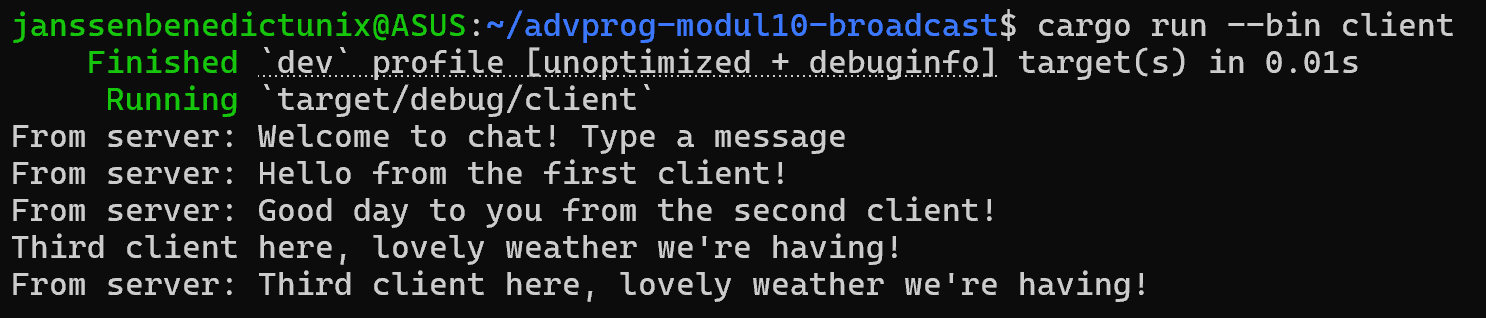 janssenbenedictunix@ASUS:~/advprog-modul10-broadcast$ cargo run --bin client
    Finished `dev` profile [unoptimized + debuginfo] target(s) in 0.01s
     Running `target/debug/client`
From server: Welcome to chat! Type a message
From server: Hello from the first client!
From server: Good day to you from the second client!
Third client here, lovely weather we're having!
From server: Third client here, lovely weather we're having!